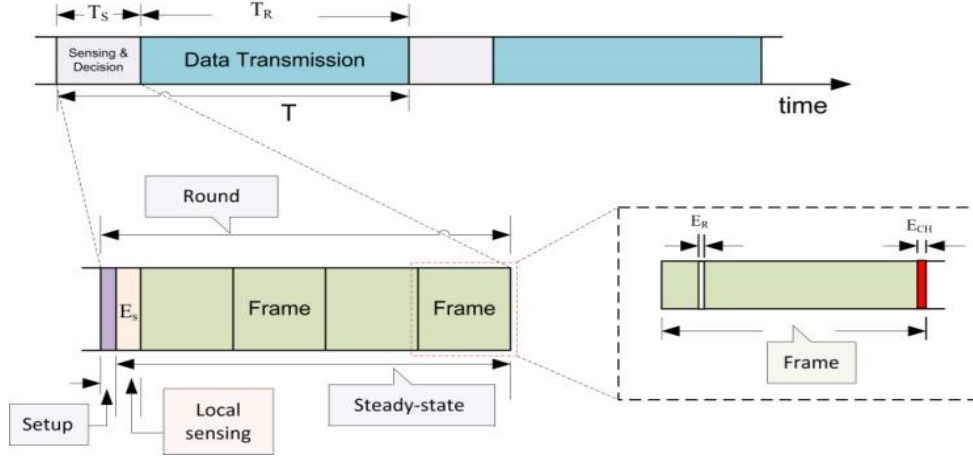 T_S
T_R
Sensing &
Decision
Data Transmission
T
time
Round
E_R
E_CH
E_s
Frame
Frame
Frame
Setup
Local
sensing
Steady-state